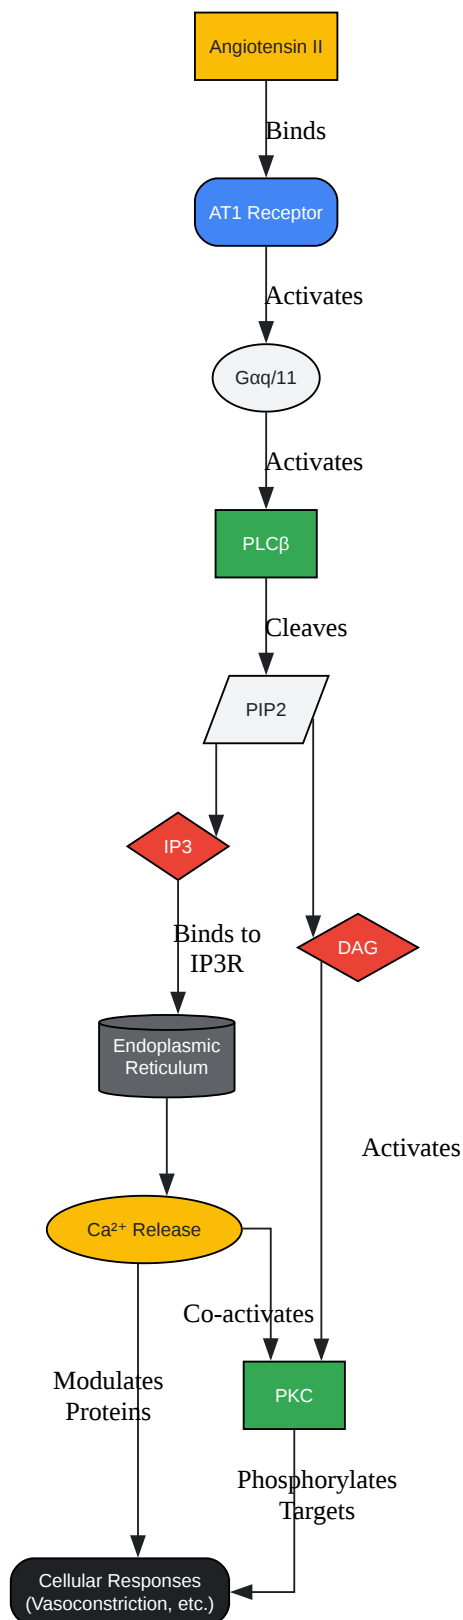 Angiotensin II
Binds
AT1 Receptor
Activates
Gαq/11
Activates
PLCβ
Cleaves
PIP2
IP3
Binds to
IP3R
DAG
Endoplasmic
Reticulum
Activates
Ca²⁺ Release
Co-activates
Modulates
Proteins
PKC
Phosphorylates
Targets
Cellular Responses
(Vasoconstriction, etc.)